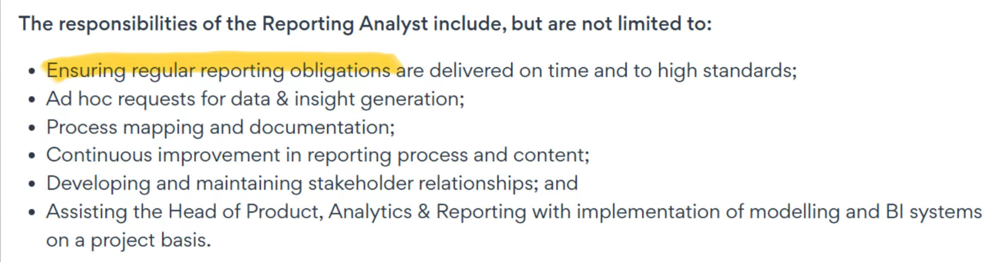 The responsibilities of the Reporting Analyst include, but are not limited to:
• Ensuring regular reporting obligations are delivered on time and to high standards;
• Ad hoc requests for data & insight generation;
• Process mapping and documentation;
• Continuous improvement in reporting process and content;
• Developing and maintaining stakeholder relationships; and
• Assisting the Head of Product, Analytics & Reporting with implementation of modelling and BI systems
on a project basis.